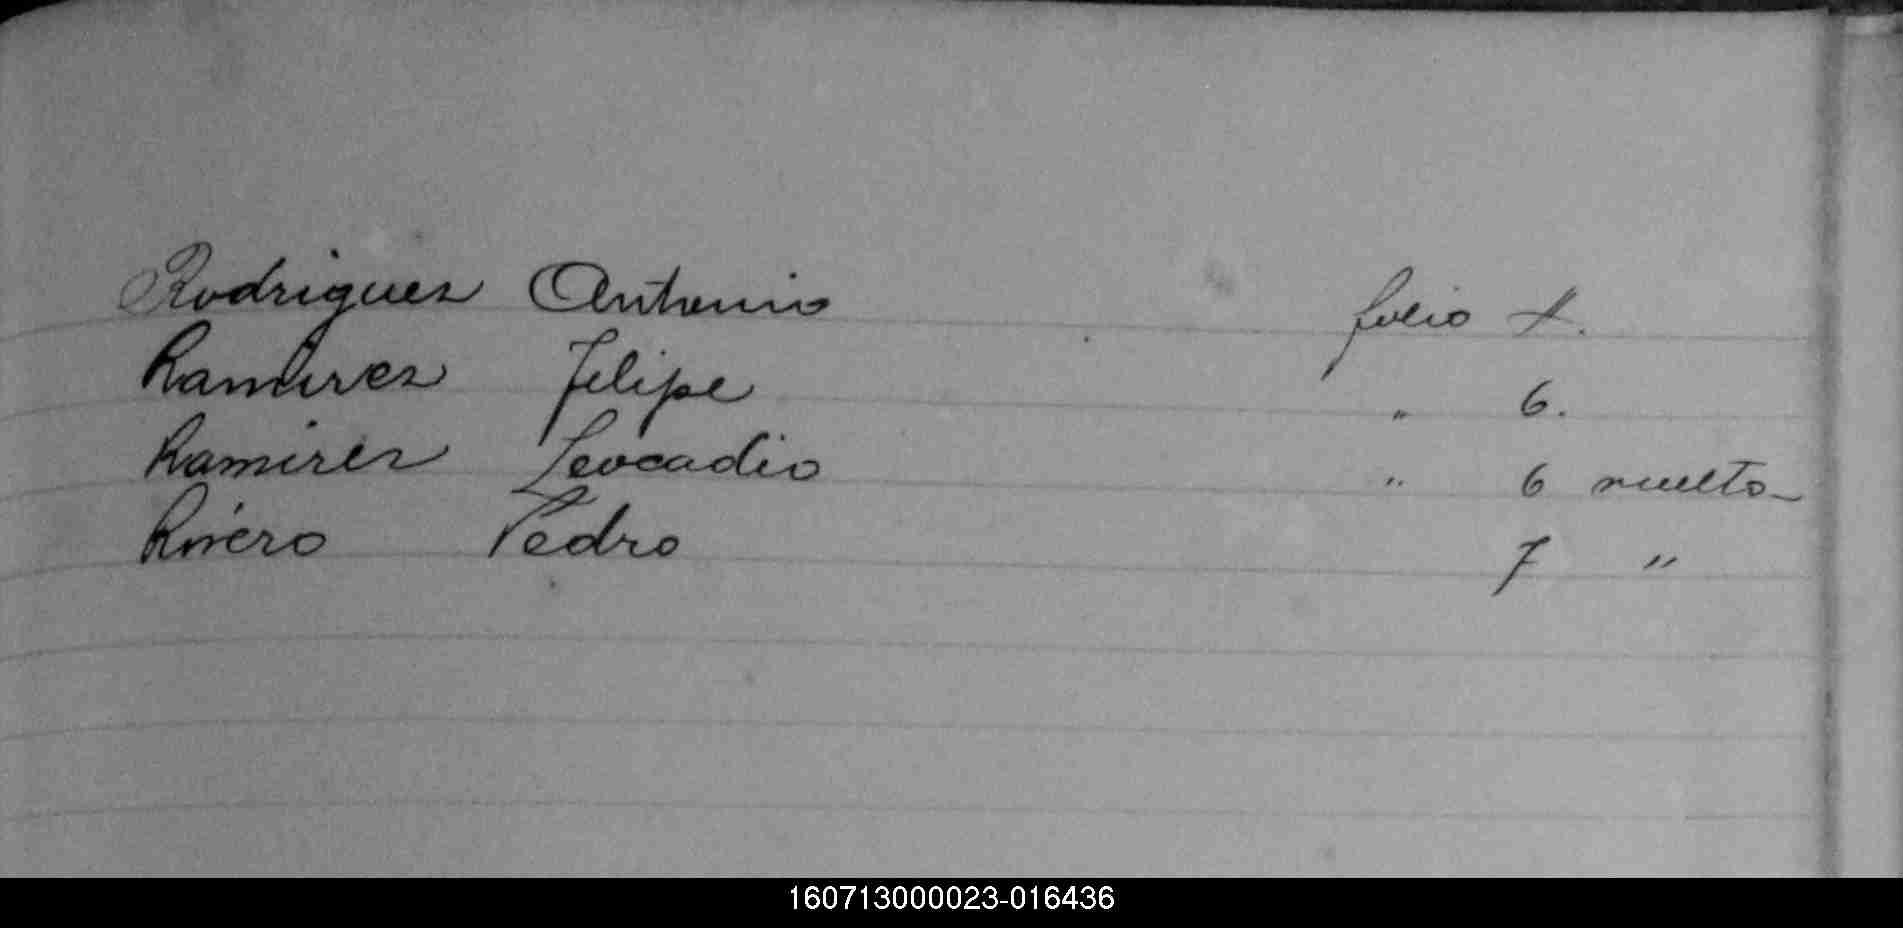 Rodriguez Antonio folio 4.
Ramirez Felipe " 6.
Ramirez Leocadio " 6 vuelto
Rivero Pedro 7 "
160713000023-016436